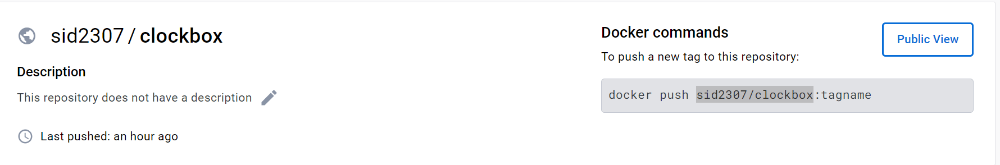 sid2307 / clockbox
Description
This repository does not have a description
Last pushed: an hour ago
Docker commands
Public View
To push a new tag to this repository:
docker push sid2307/clockbox:tagname